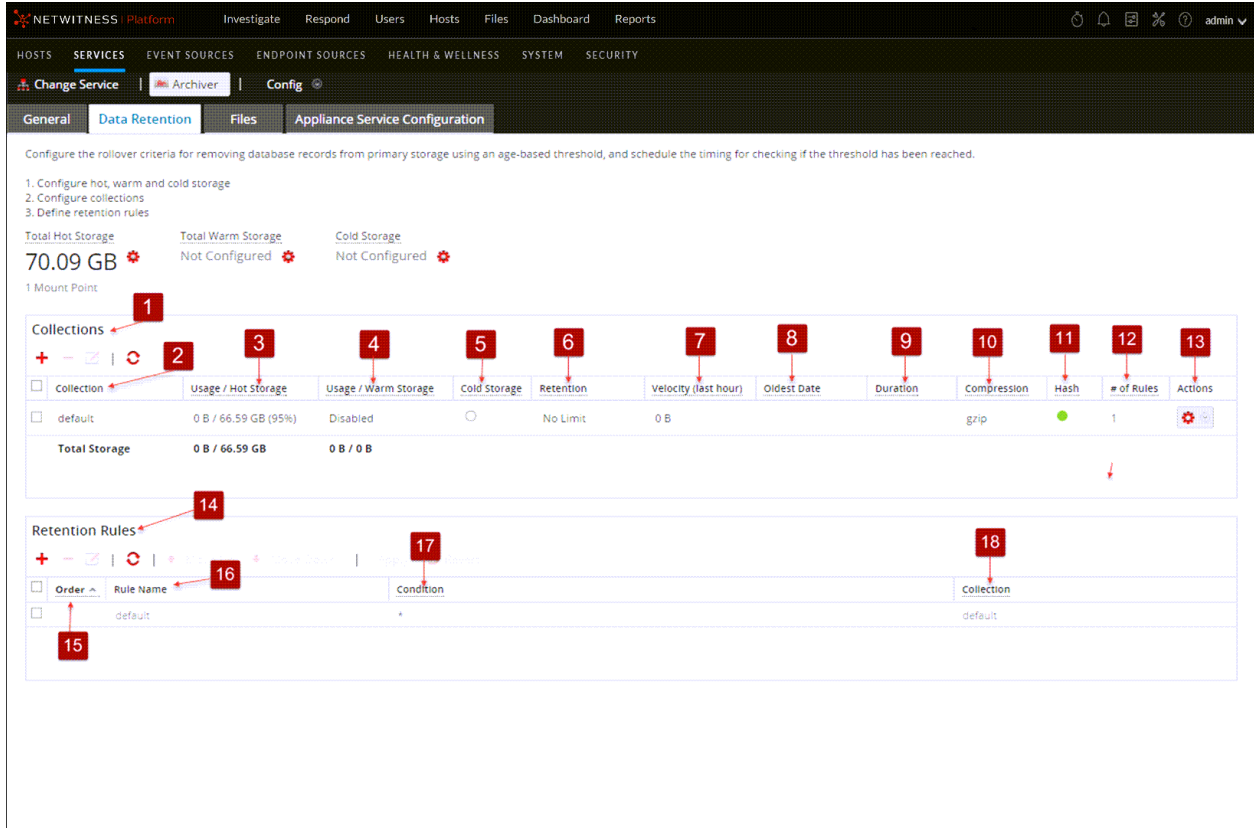 NETWITNESS Platform Investigate Respond Users Hosts Files Dashboard Reports admin
HOSTS SERVICES EVENT SOURCES ENDPOINT SOURCES HEALTH & WELLNESS SYSTEM SECURITY
Change Service | Archiver | Config
General Data Retention Files Appliance Service Configuration
Configure the rollover criteria for removing database records from primary storage using an age-based threshold, and schedule the timing for checking if the threshold has been reached.
1. Configure hot, warm and cold storage
2. Configure collections
3. Define retention rules
Total Hot Storage Total Warm Storage Cold Storage
70.09 GB Not Configured Not Configured
1 Mount Point
1
Collections
2 3 4 5 6 7 8 9 10 11 12 13
Collection Usage / Hot Storage Usage / Warm Storage Cold Storage Retention Velocity (last hour) Oldest Date Duration Compression Hash # of Rules Actions
default 0 B / 66.59 GB (95%) Disabled No Limit 0 B gzip 1
Total Storage 0 B / 66.59 GB 0 B / 0 B
14
Retention Rules
16 17 18
Order Rule Name Condition Collection
default * default
15